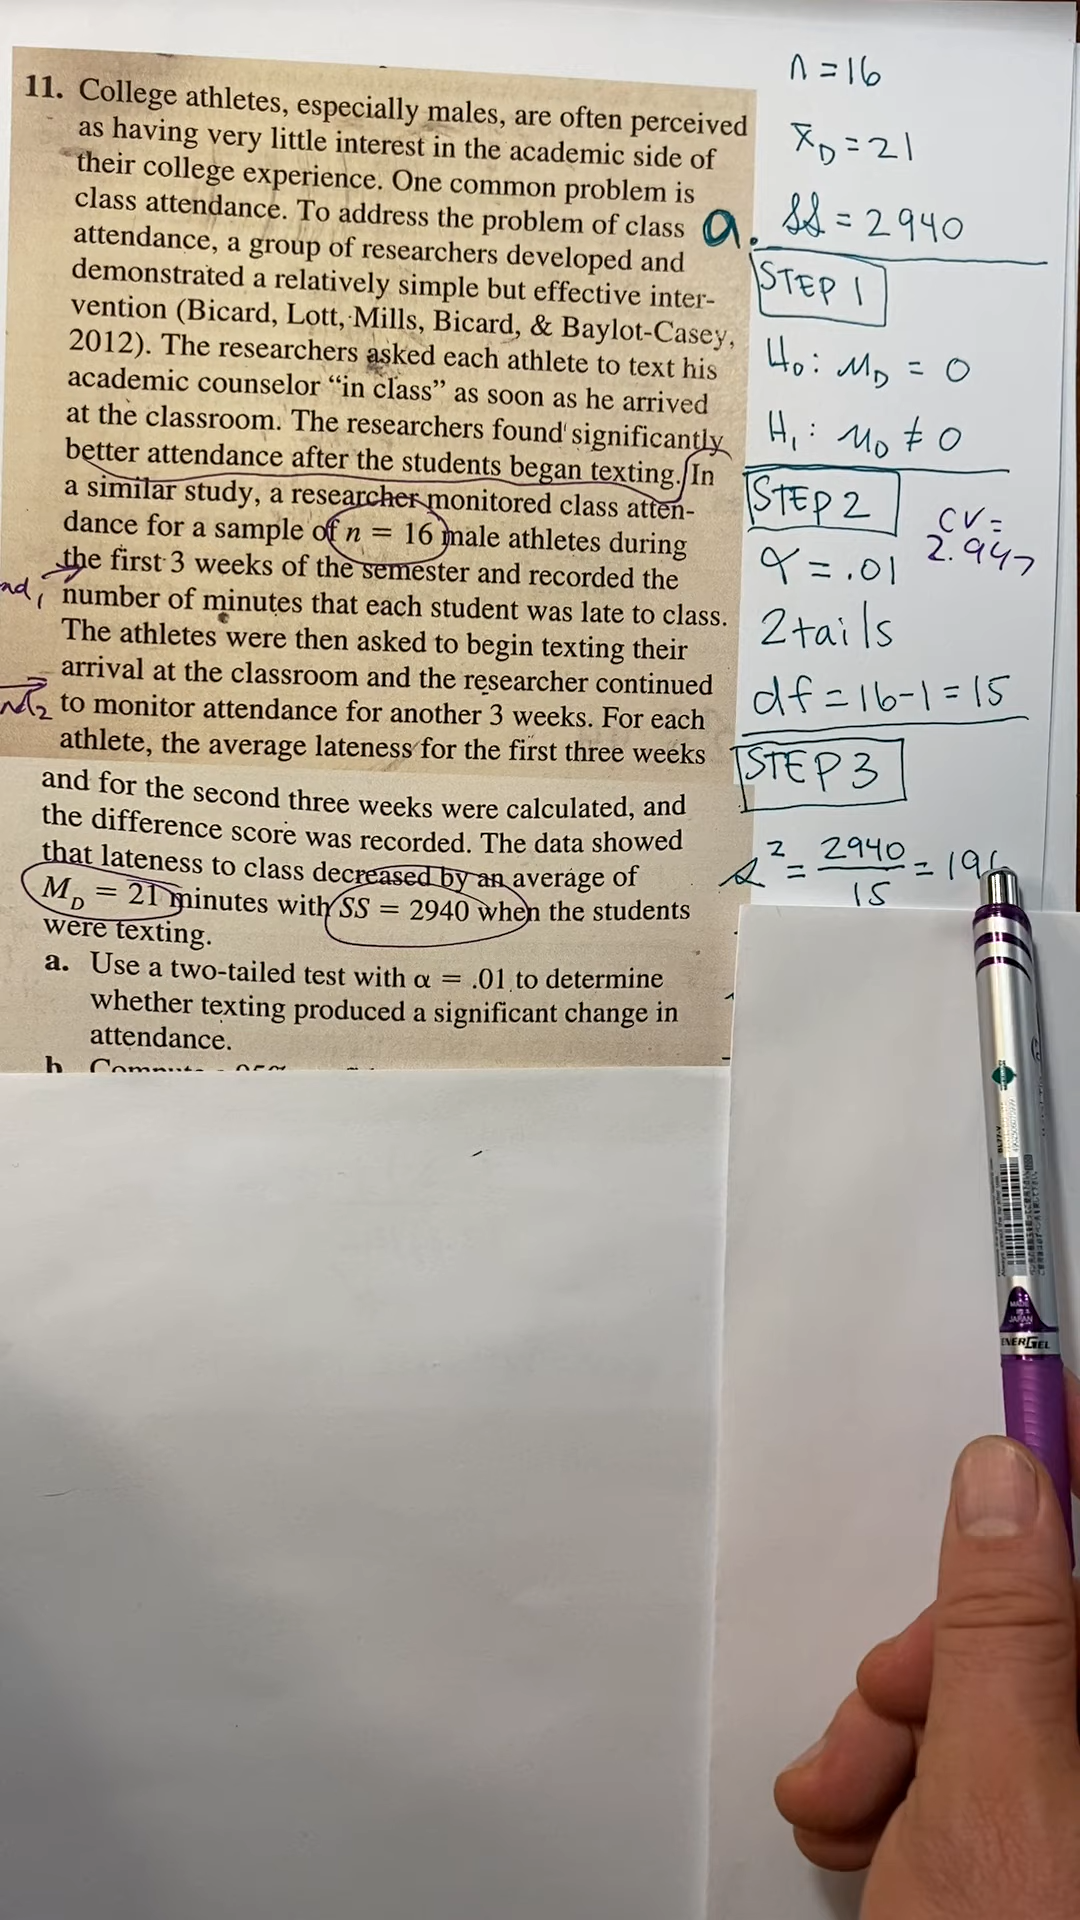 11. College athletes, especially males, are often perceived
as having very little interest in the academic side of
their college experience. One common problem is
class attendance. To address the problem of class
attendance, a group of researchers developed and
demonstrated a relatively simple but effective inter-
vention (Bicard, Lott, Mills, Bicard, & Baylot-Casey,
2012). The researchers asked each athlete to text his
academic counselor “in class” as soon as he arrived
at the classroom. The researchers found significantly
better attendance after the students began texting. In
a similar study, a researcher monitored class atten-
dance for a sample of n = 16 male athletes during
the first 3 weeks of the semester and recorded the
number of minutes that each student was late to class.
The athletes were then asked to begin texting their
arrival at the classroom and the researcher continued
to monitor attendance for another 3 weeks. For each
athlete, the average lateness for the first three weeks
and for the second three weeks were calculated, and
the difference score was recorded. The data showed
that lateness to class decreased by an average of
M_D = 21 minutes with SS = 2940 when the students
were texting.
a. Use a two-tailed test with α = .01 to determine
whether texting produced a significant change in
attendance.
n = 16
x̄_D = 21
a. SS = 2940
STEP 1
H₀: μ_D = 0
H₁: μ_D ≠ 0
STEP 2
CV =
2.947
α = .01
2 tails
df = 16-1 = 15
STEP 3
s² = 2940/15 = 196
MADE
IN
JAPAN
ENERGEL